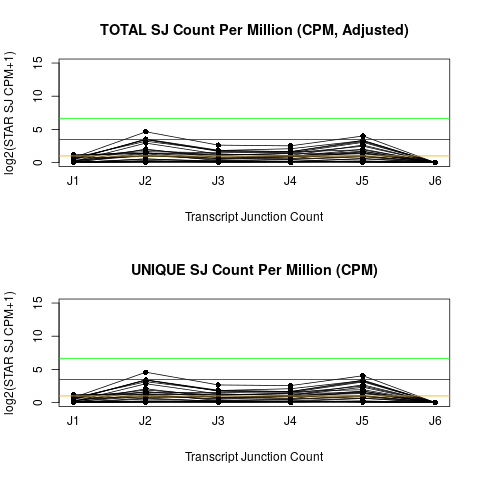 TOTAL SJ Count Per Million (CPM, Adjusted)
log2(STAR SJ CPM+1)
15
10
5
0
J1 J2 J3 J4 J5 J6
Transcript Junction Count
UNIQUE SJ Count Per Million (CPM)
log2(STAR SJ CPM+1)
15
10
5
0
J1 J2 J3 J4 J5 J6
Transcript Junction Count